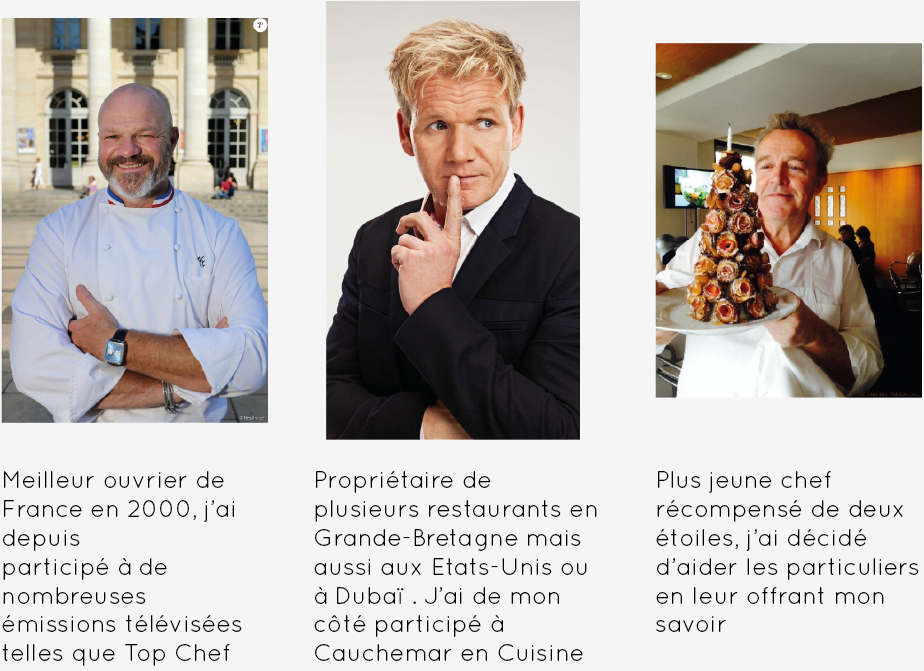 Meilleur ouvrier de
France en 2000, j'ai
depuis
participé à de
nombreuses
émissions télévisées
telles que Top Chef
Propriétaire de
plusieurs restaurants en
Grande-Bretagne mais
aussi aux Etats-Unis ou
à Dubaï . J'ai de mon
côté participé à
Cauchemar en Cuisine
Plus jeune chef
récompensé de deux
étoiles, j'ai décidé
d'aider les particuliers
en leur offrant mon
savoir